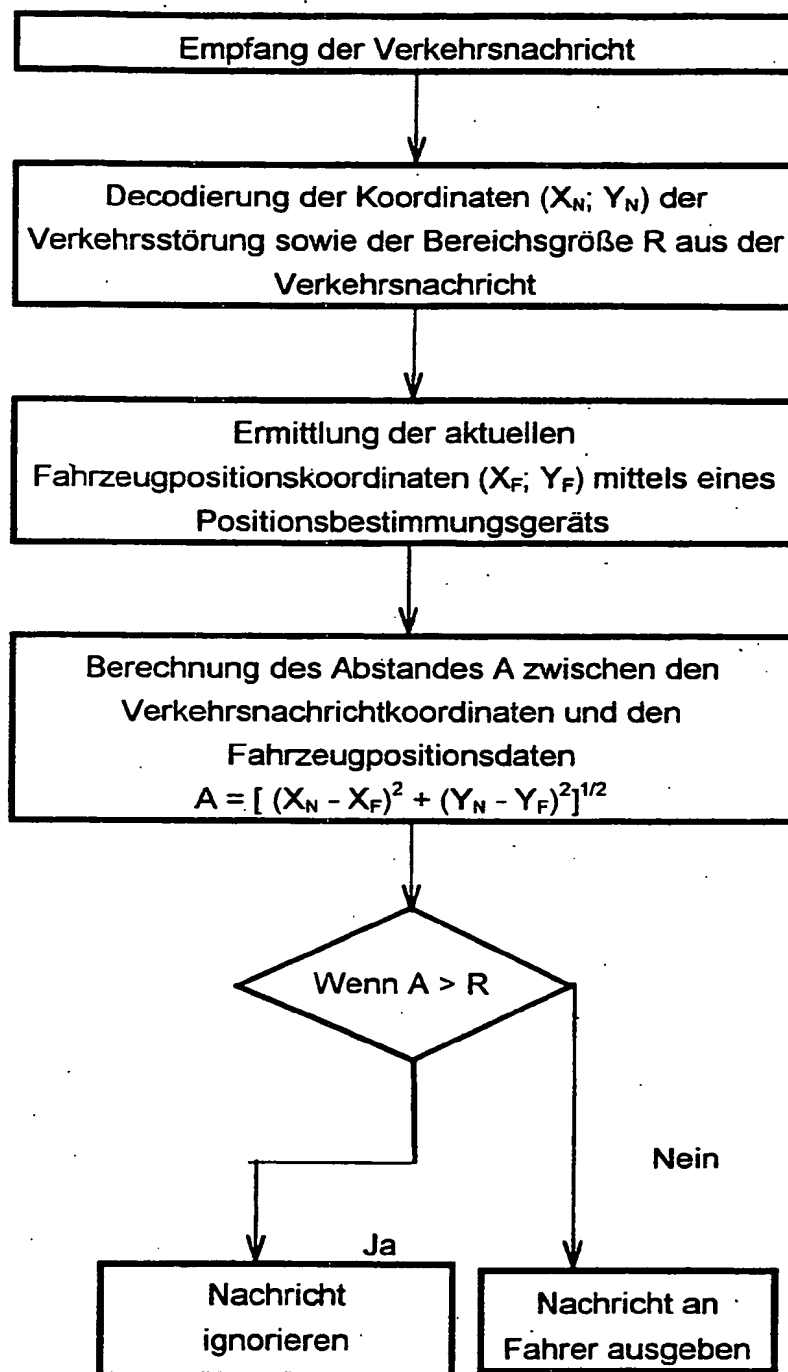 Empfang der Verkehrsnachricht
Decodierung der Koordinaten (X_N; Y_N) der
Verkehrsstörung sowie der Bereichsgröße R aus der
Verkehrsnachricht
Ermittlung der aktuellen
Fahrzeugpositionskoordinaten (X_F; Y_F) mittels eines
Positionsbestimmungsgeräts
Berechnung des Abstandes A zwischen den
Verkehrsnachrichtkoordinaten und den
Fahrzeugpositionsdaten
A = [ (X_N - X_F)² + (Y_N - Y_F)²]^1/2
Wenn A > R
Nein
Ja
Nachricht
ignorieren
Nachricht an
Fahrer ausgeben